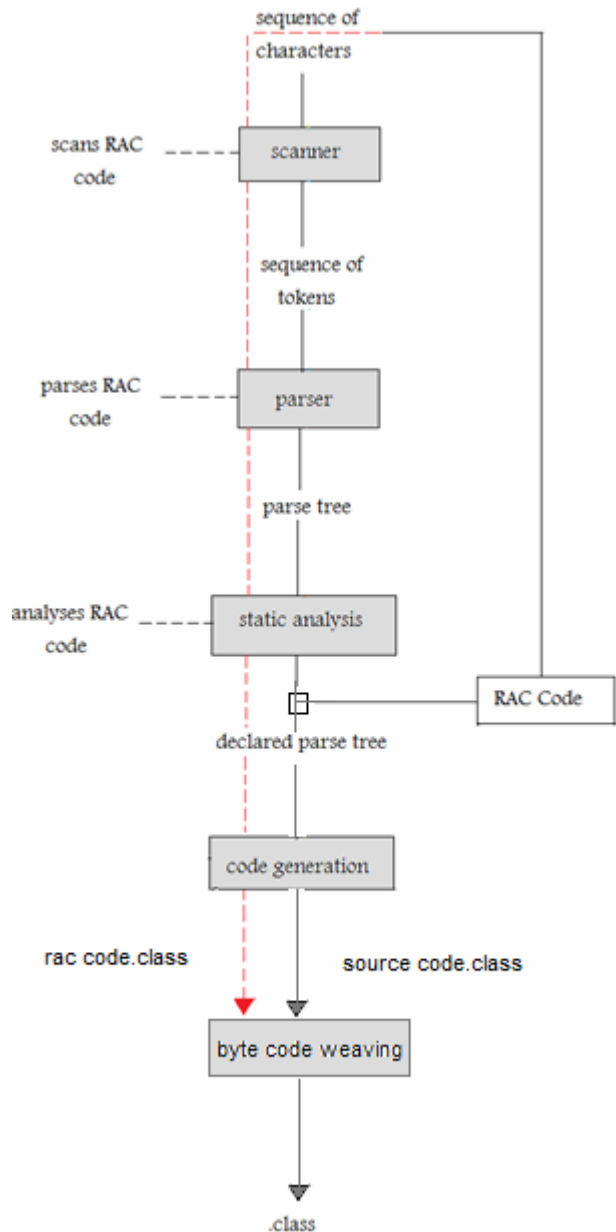 sequence of
characters
scans RAC
code
scanner
sequence of
tokens
parses RAC
code
parser
parse tree
analyses RAC
code
static analysis
RAC Code
declared parse tree
code generation
rac code.class
source code.class
byte code weaving
.class